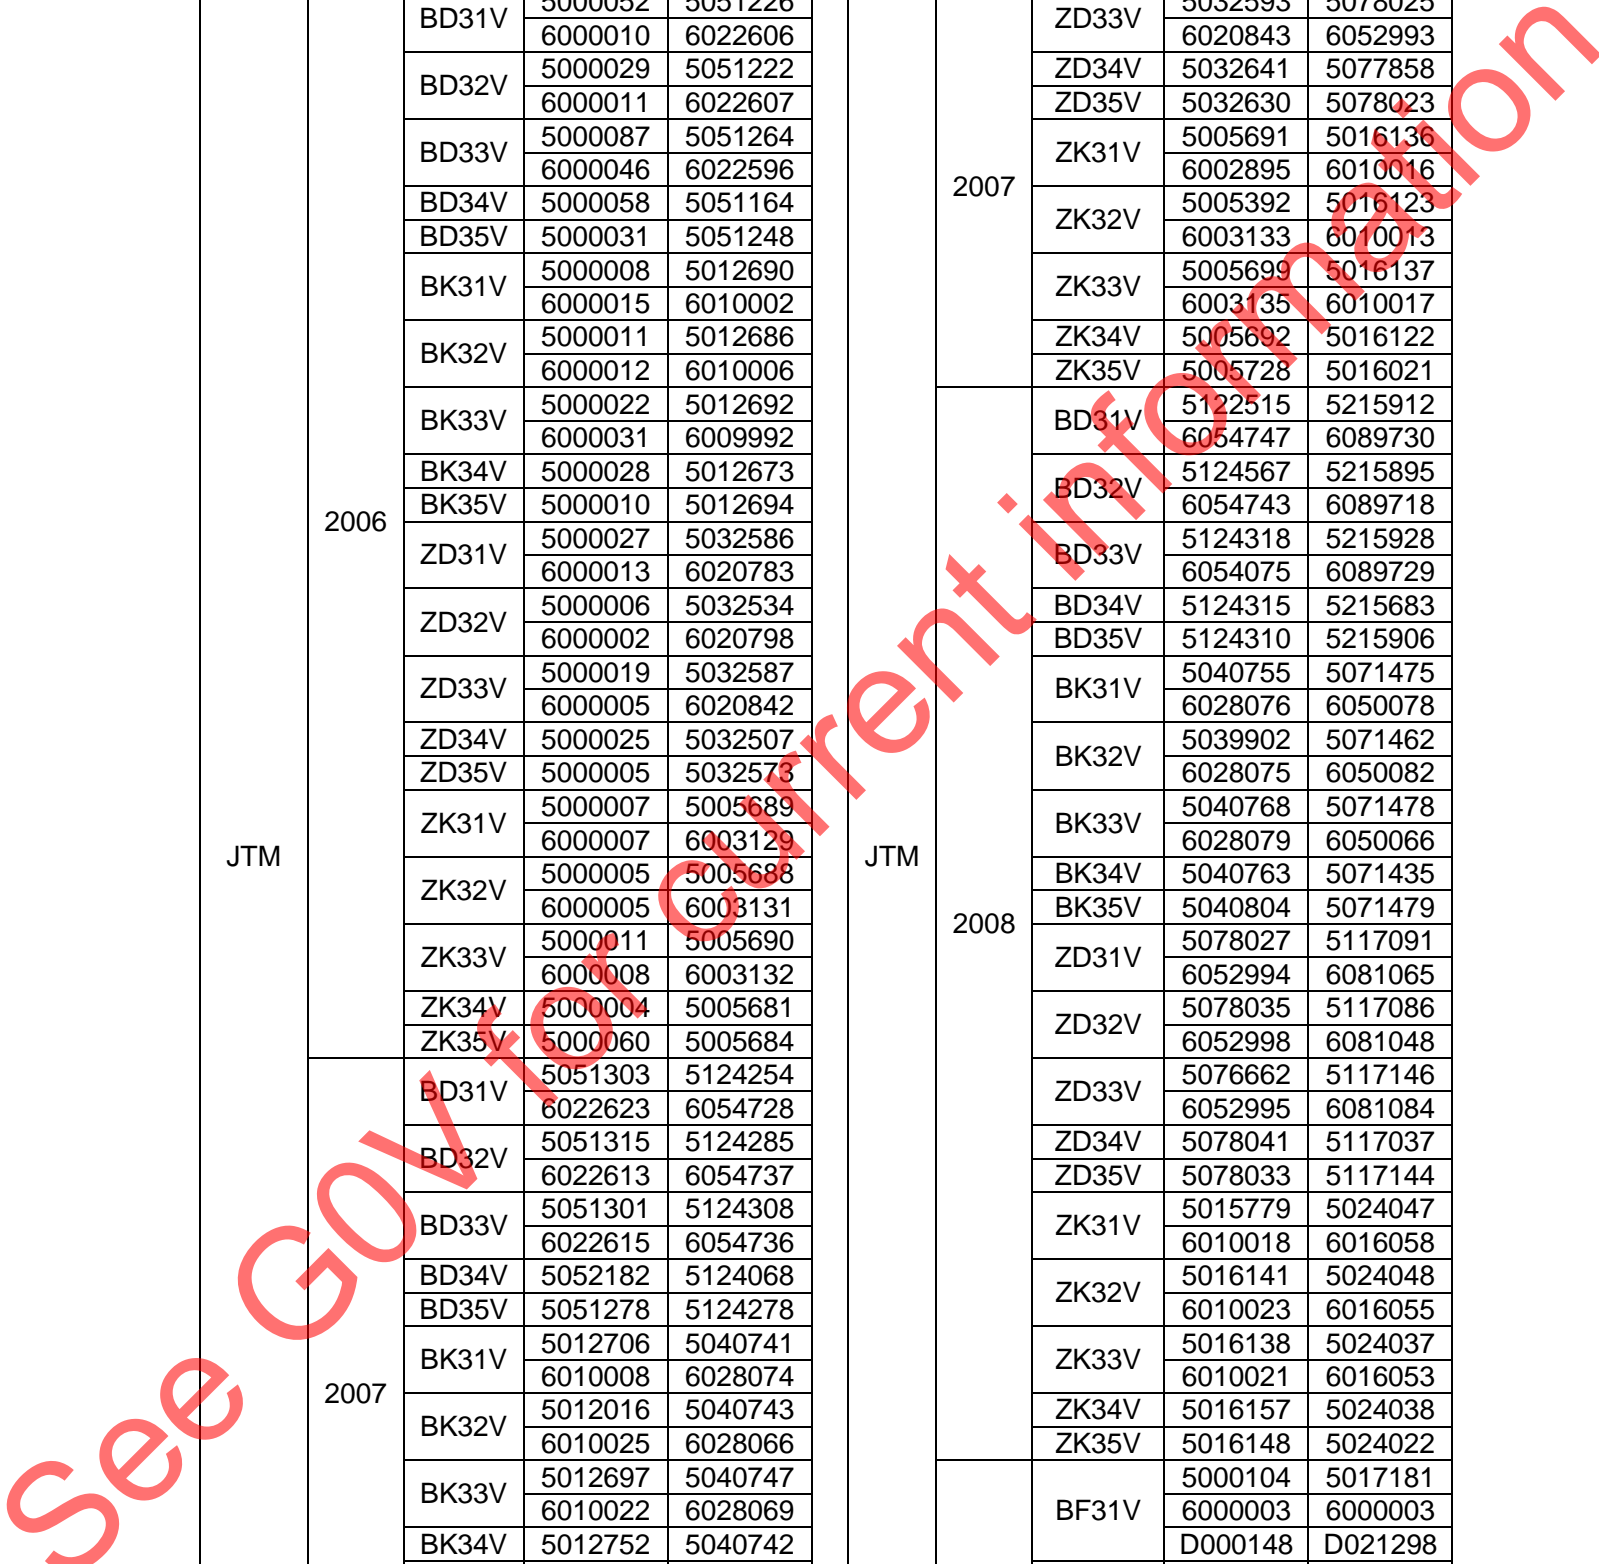 JTM
2006
BD31V 5000052 5051226
6000010 6022606
BD32V 5000029 5051222
6000011 6022607
BD33V 5000087 5051264
6000046 6022596
BD34V 5000058 5051164
BD35V 5000031 5051248
BK31V 5000008 5012690
6000015 6010002
BK32V 5000011 5012686
6000012 6010006
BK33V 5000022 5012692
6000031 6009992
BK34V 5000028 5012673
BK35V 5000010 5012694
ZD31V 5000027 5032586
6000013 6020783
ZD32V 5000006 5032534
6000002 6020798
ZD33V 5000019 5032587
6000005 6020842
ZD34V 5000025 5032507
ZD35V 5000005 5032573
ZK31V 5000007 5005689
6000007 6003129
ZK32V 5000005 5005688
6000005 6003131
ZK33V 5000011 5005690
6000008 6003132
ZK34V 5000004 5005681
ZK35V 5000060 5005684
2007
BD31V 5051303 5124254
6022623 6054728
BD32V 5051315 5124285
6022613 6054737
BD33V 5051301 5124308
6022615 6054736
BD34V 5052182 5124068
BD35V 5051278 5124278
BK31V 5012706 5040741
6010008 6028074
BK32V 5012016 5040743
6010025 6028066
BK33V 5012697 5040747
6010022 6028069
BK34V 5012752 5040742
JTM
2007
ZD33V 5032593 5078025
6020843 6052993
ZD34V 5032641 5077858
ZD35V 5032630 5078023
ZK31V 5005691 5016136
6002895 6010016
ZK32V 5005392 5016123
6003133 6010013
ZK33V 5005699 5016137
6003135 6010017
ZK34V 5005692 5016122
ZK35V 5005728 5016021
2008
BD31V 5122515 5215912
6054747 6089730
BD32V 5124567 5215895
6054743 6089718
BD33V 5124318 5215928
6054075 6089729
BD34V 5124315 5215683
BD35V 5124310 5215906
BK31V 5040755 5071475
6028076 6050078
BK32V 5039902 5071462
6028075 6050082
BK33V 5040768 5071478
6028079 6050066
BK34V 5040763 5071435
BK35V 5040804 5071479
ZD31V 5078027 5117091
6052994 6081065
ZD32V 5078035 5117086
6052998 6081048
ZD33V 5076662 5117146
6052995 6081084
ZD34V 5078041 5117037
ZD35V 5078033 5117144
ZK31V 5015779 5024047
6010018 6016058
ZK32V 5016141 5024048
6010023 6016055
ZK33V 5016138 5024037
6010021 6016053
ZK34V 5016157 5024038
ZK35V 5016148 5024022
BF31V 5000104 5017181
6000003 6000003
D000148 D021298
See G0V for current information